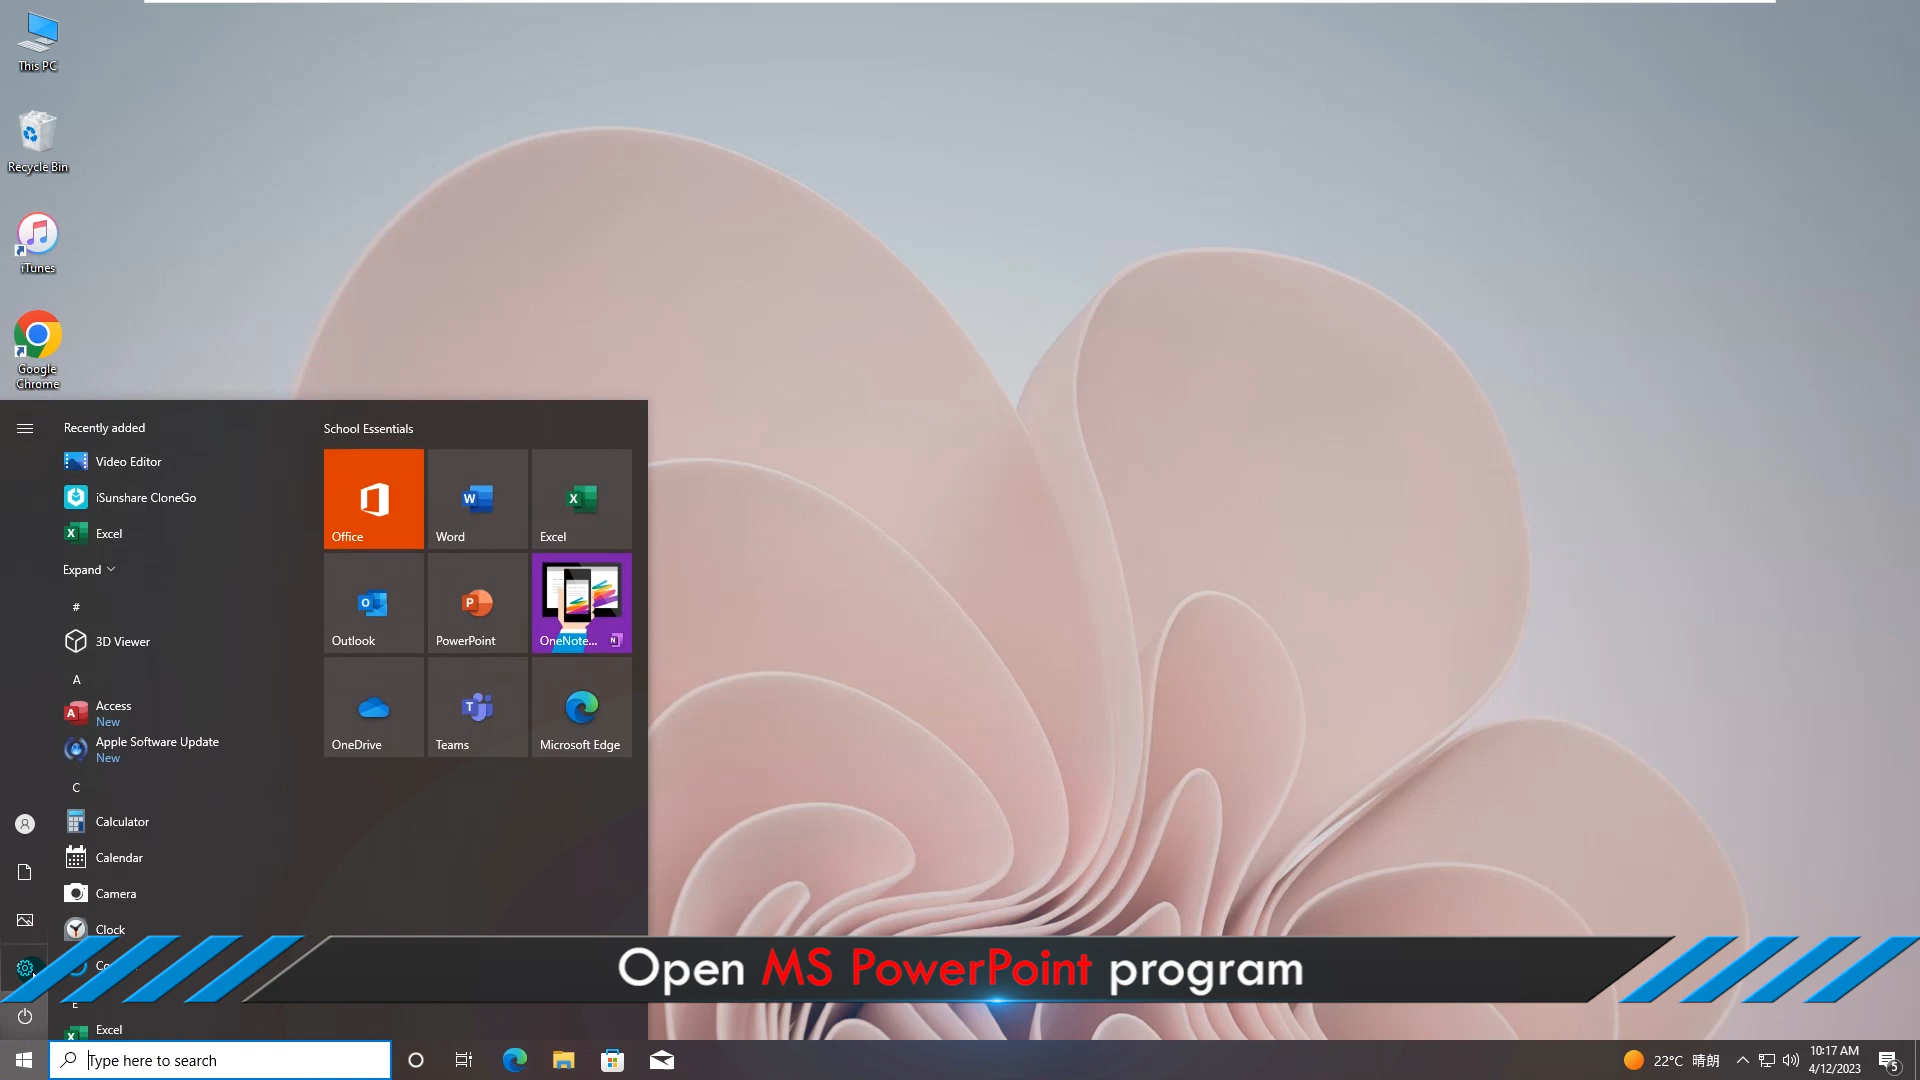 This PC
Recycle Bin
iTunes
Google
Chrome
Recently added
Video Editor
iSunshare CloneGo
Excel
Expand
#
3D Viewer
A
Access
New
Apple Software Update
New
C
Calculator
Calendar
Camera
Clock
E
Excel
School Essentials
Office
Word
Excel
Outlook
PowerPoint
OneNote...
OneDrive
Teams
Microsoft Edge
Open MS PowerPoint program
Type here to search
22°C 晴朗
10:17 AM
4/12/2023
5